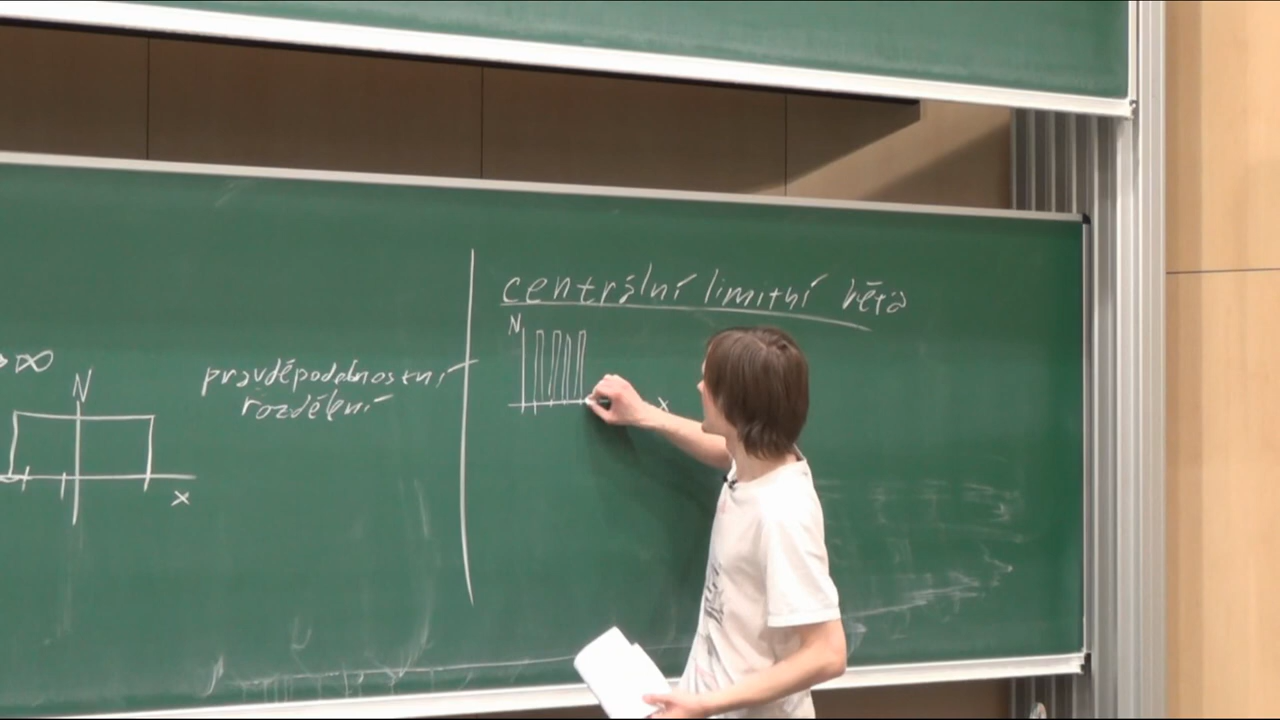 →∞
N
x
pravděpodobnostní
rozdělení
centrální limitní věta
N
x